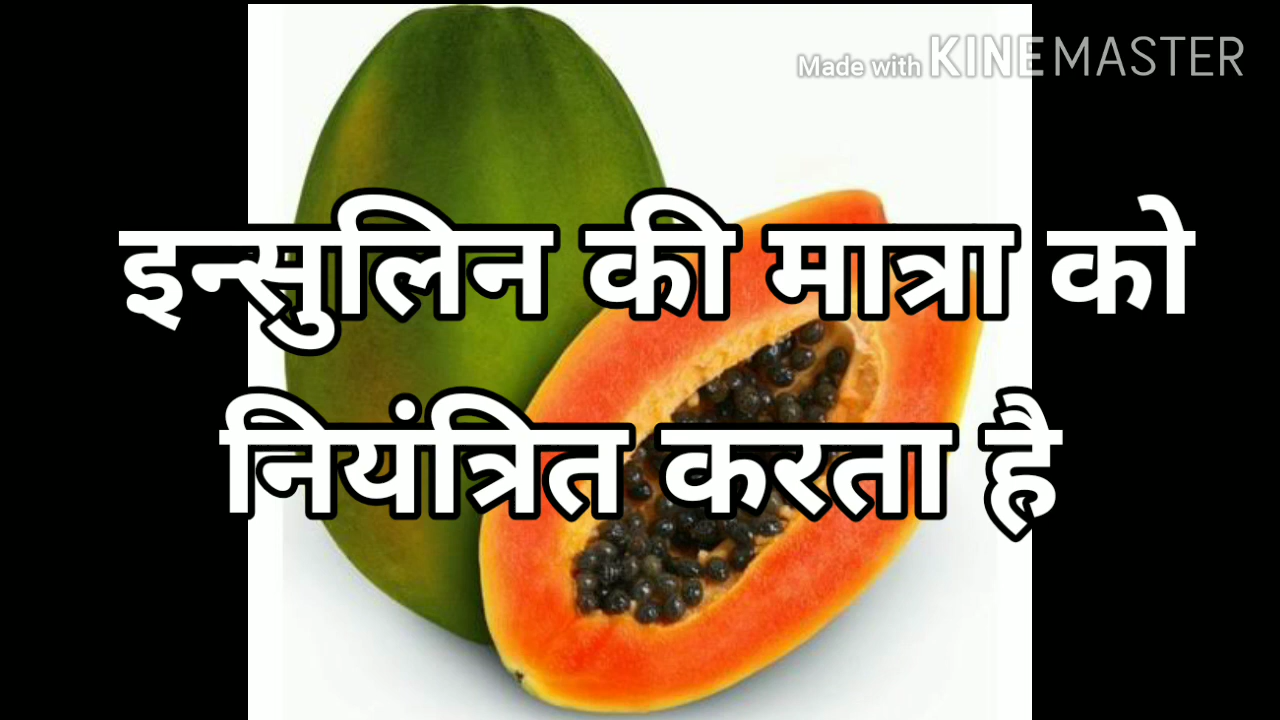 Made with KINEMASTER
इन्सुलिन की मात्रा को
नियंत्रित करता है